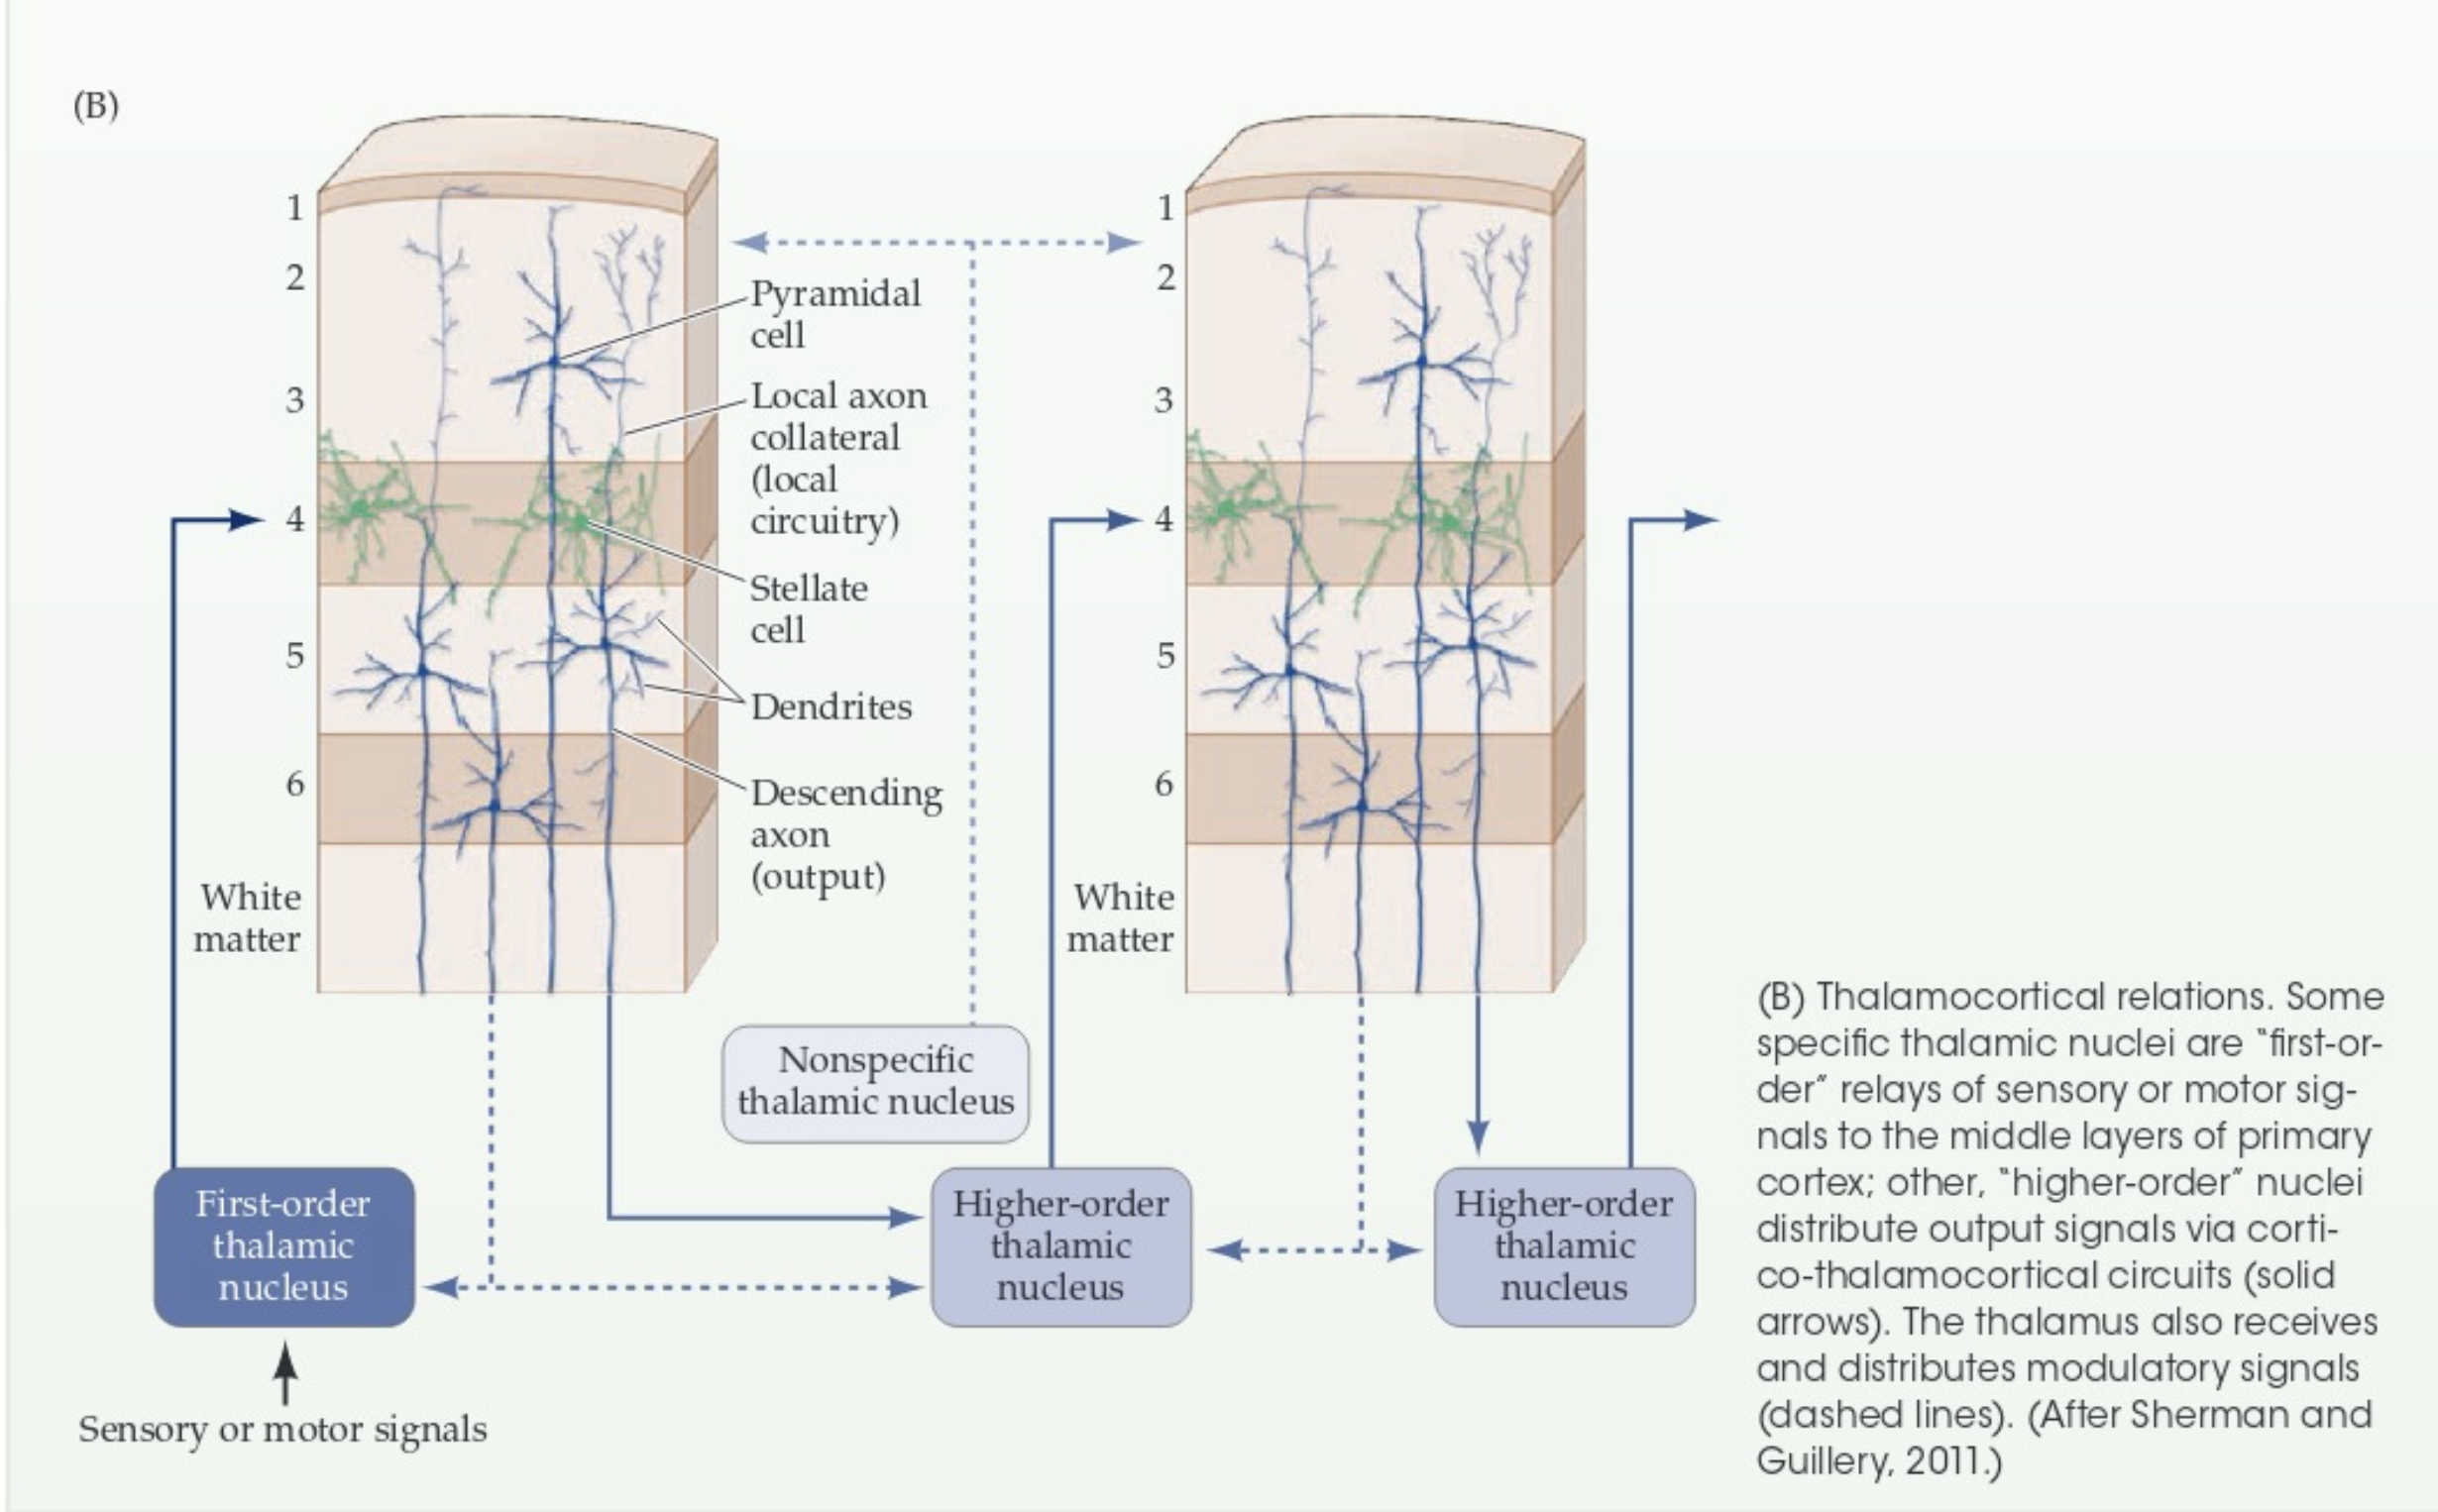 (B)
1
2
3
4
5
6
White
matter
Pyramidal
cell
Local axon
collateral
(local
circuitry)
Stellate
cell
Dendrites
Descending
axon
(output)
1
2
3
4
5
6
White
matter
Nonspecific
thalamic nucleus
First-order
thalamic
nucleus
Higher-order
thalamic
nucleus
Higher-order
thalamic
nucleus
Sensory or motor signals
(B) Thalamocortical relations. Some
specific thalamic nuclei are “first-or-
der” relays of sensory or motor sig-
nals to the middle layers of primary
cortex; other, “higher-order” nuclei
distribute output signals via corti-
co-thalamocortical circuits (solid
arrows). The thalamus also receives
and distributes modulatory signals
(dashed lines). (After Sherman and
Guillery, 2011.)